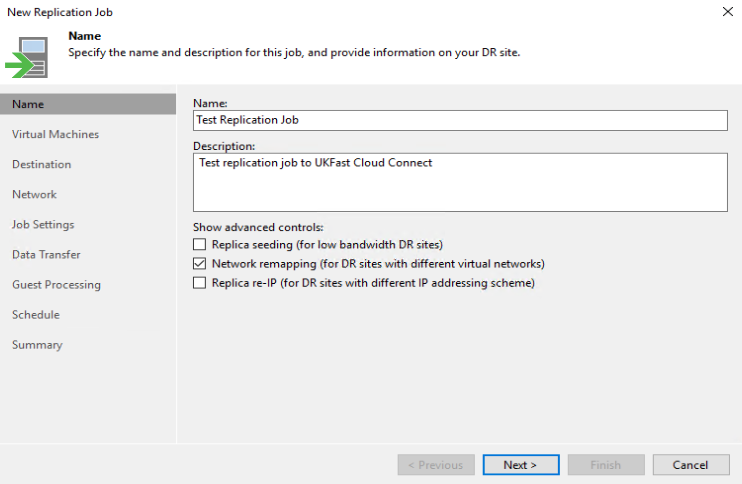 New Replication Job
Name
Specify the name and description for this job, and provide information on your DR site.
Name
Virtual Machines
Destination
Network
Job Settings
Data Transfer
Guest Processing
Schedule
Summary
Name:
Test Replication Job
Description:
Test replication job to UKFast Cloud Connect
Show advanced controls:
Replica seeding (for low bandwidth DR sites)
Network remapping (for DR sites with different virtual networks)
Replica re-IP (for DR sites with different IP addressing scheme)
< Previous
Next >
Finish
Cancel